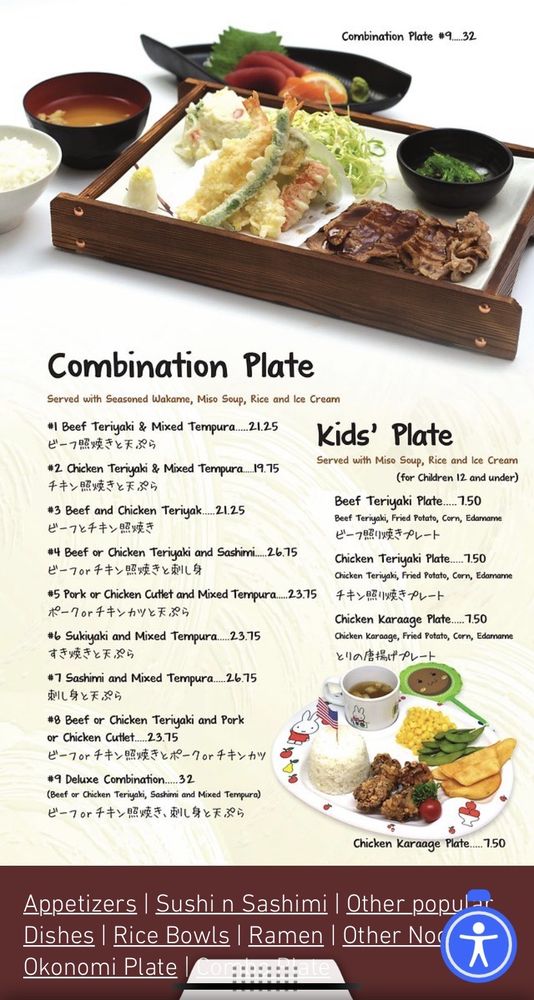 Combination Plate #9.....32
Combination Plate
Served with Seasoned Wakame, Miso Soup, Rice and Ice Cream
#1 Beef Teriyaki & Mixed Tempura.....21.25
ビーフ照焼きと天ぷら
#2 Chicken Teriyaki & Mixed Tempura.....19.75
チキン照焼きと天ぷら
#3 Beef and Chicken Teriyak.....21.25
ビーフとチキン照焼き
#4 Beef or Chicken Teriyaki and Sashimi.....26.75
ビーフorチキン照焼きと刺し身
#5 Pork or Chicken Cutlet and Mixed Tempura.....23.75
ポークorチキンカツと天ぷら
#6 Sukiyaki and Mixed Tempura.....23.75
すき焼きと天ぷら
#7 Sashimi and Mixed Tempura.....26.75
刺し身と天ぷら
#8 Beef or Chicken Teriyaki and Pork
or Chicken Cutlet.....23.75
ビーフorチキン照焼きとポークorチキンカツ
#9 Deluxe Combination.....32
(Beef or Chicken Teriyaki, Sashimi and Mixed Tempura)
ビーフorチキン照焼き、刺し身と天ぷら
Kids' Plate
Served with Miso Soup, Rice and Ice Cream
(for Children 12 and under)
Beef Teriyaki Plate.....7.50
Beef Teriyaki, Fried Potato, Corn, Edamame
ビーフ照り焼きプレート
Chicken Teriyaki Plate.....7.50
Chicken Teriyaki, Fried Potato, Corn, Edamame
チキン照り焼きプレート
Chicken Karaage Plate.....7.50
Chicken Karaage, Fried Potato, Corn, Edamame
とりの唐揚げプレート
Chicken Karaage Plate.....7.50
Appetizers | Sushi n Sashimi | Other popular
Dishes | Rice Bowls | Ramen | Other Noo
Okonomi Plate | Combo Plate